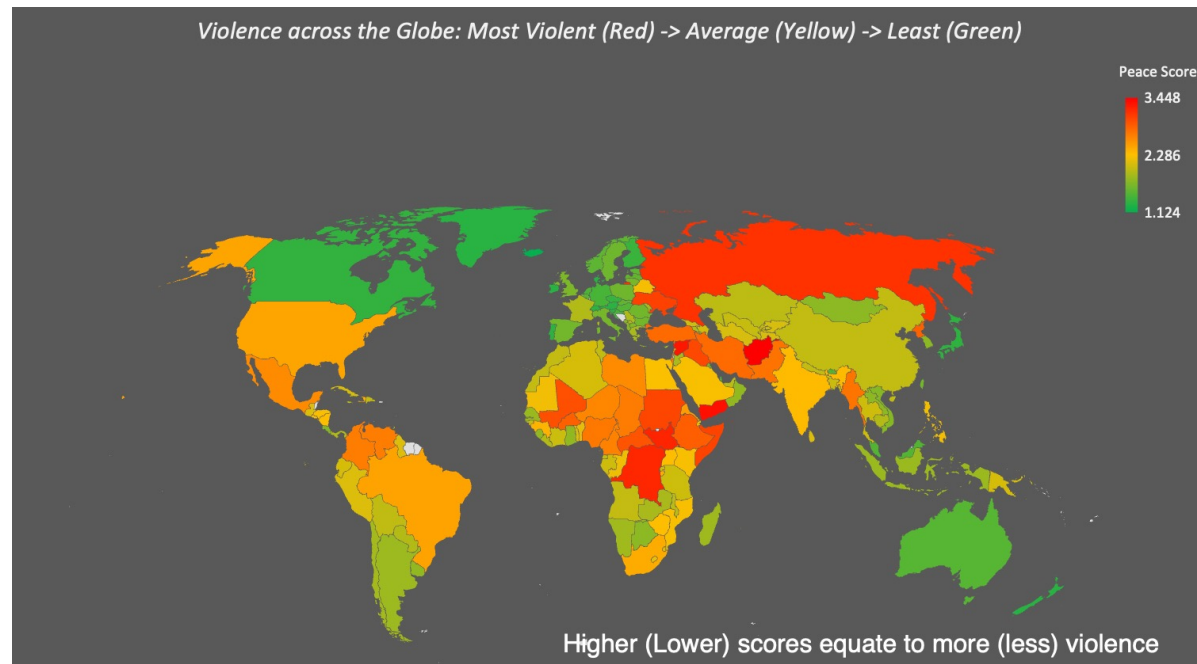 Violence across the Globe: Most Violent (Red) -> Average (Yellow) -> Least (Green)
Peace Score
3.448
2.286
1.124
Higher (Lower) scores equate to more (less) violence